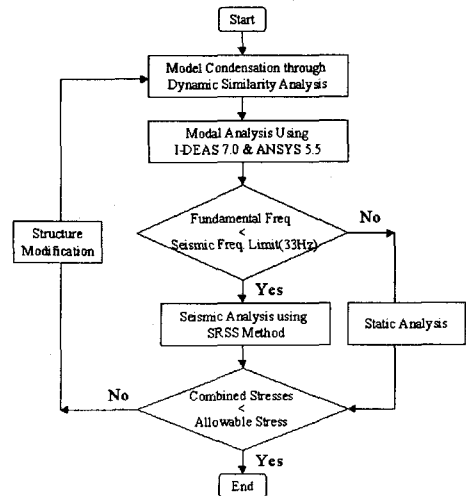 Start
Model Condensation through
Dynamic Similarity Analysis
Modal Analysis Using
I-DEAS 7.0 & ANSYS 5.5
Fundamental Freq
<
Seismic Freq. Limit(33Hz)
No
Yes
Structure
Modification
Seismic Analysis using
SRSS Method
Static Analysis
Combined Stresses
<
Allowable Stress
No
Yes
End